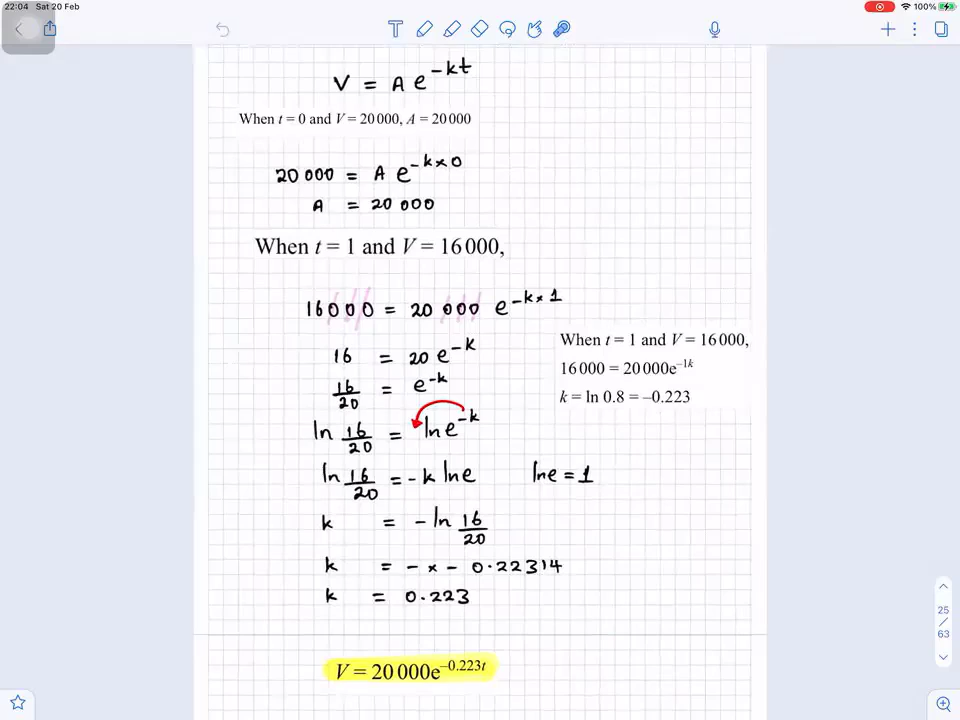 22:04 Sat 20 Feb
100%
T
V = A e^{-kt}
When t = 0 and V = 20 000, A = 20 000
20 000 = A e^{-k×0}
A = 20 000
When t = 1 and V = 16 000,
16000 = 20 000 e^{-k×1}
16 = 20 e^{-k}
16/20 = e^{-k}
ln 16/20 = ln e^{-k}
ln 16/20 = -k ln e    ln e = 1
k = - ln 16/20
k = - × - 0.22314
k = 0.223
When t = 1 and V = 16 000,
16 000 = 20 000e^{–1k}
k = ln 0.8 = –0.223
V = 20 000e^{–0.223t}
25
/
63